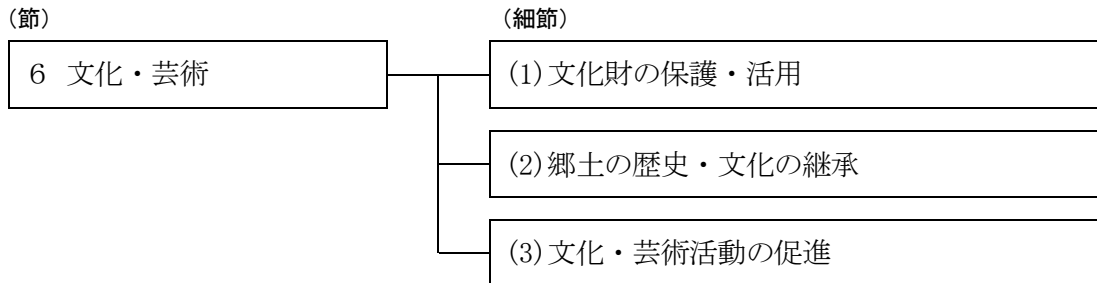 （節）
（細節）
６ 文化・芸術
(1)文化財の保護・活用
(2)郷土の歴史・文化の継承
(3)文化・芸術活動の促進